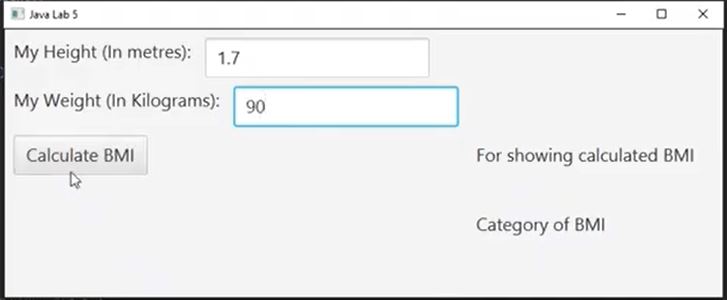 Java Lab 5
My Height (In metres): 1.7
My Weight (In Kilograms): 90
Calculate BMI For showing calculated BMI
Category of BMI